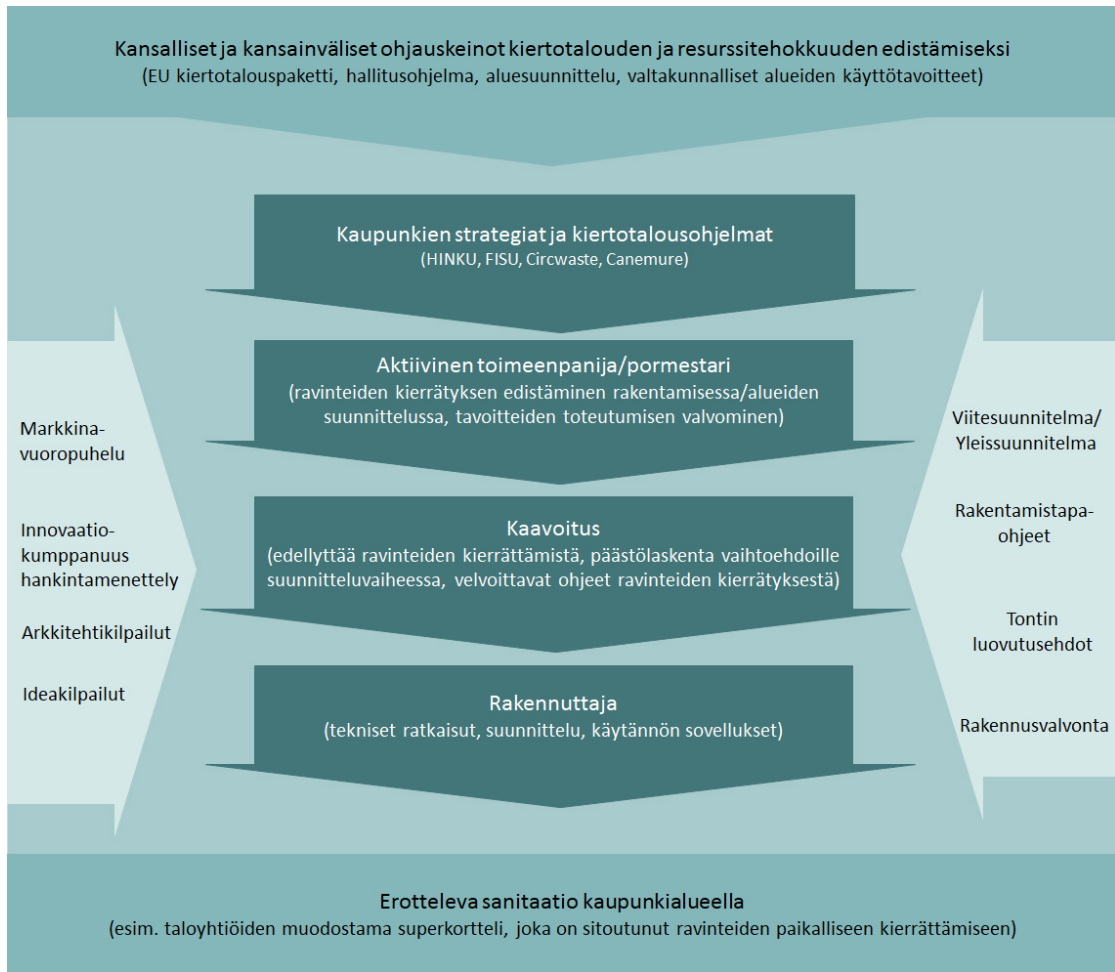 Kansalliset ja kansainväliset ohjauskeinot kiertotalouden ja resurssitehokkuuden edistämiseksi
(EU kiertotalouspaketti, hallitusohjelma, aluesuunnittelu, valtakunnalliset alueiden käyttötavoitteet)
Kaupunkien strategiat ja kiertotalousohjelmat
(HINKU, FISU, Circwaste, Canemure)
Aktiivinen toimeenpanija/pormestari
(ravinteiden kierrätyksen edistäminen rakentamisessa/alueiden
suunnittelussa, tavoitteiden toteutumisen valvominen)
Kaavoitus
(edellyttää ravinteiden kierrättämistä, päästölaskenta vaihtoehdoille
suunnitteluvaiheessa, velvoittavat ohjeet ravinteiden kierrätyksestä)
Rakennuttaja
(tekniset ratkaisut, suunnittelu, käytännön sovellukset)
Markkina-
vuoropuhelu
Innovaatio-
kumppanuus
hankintamenettely
Arkkitehtikilpailut
Ideakilpailut
Viitesuunnitelma/
Yleissuunnitelma
Rakentamistapa-
ohjeet
Tontin
luovutusehdot
Rakennusvalvonta
Erotteleva sanitaatio kaupunkialueella
(esim. taloyhtiöiden muodostama superkortteli, joka on sitoutunut ravinteiden paikalliseen kierrättämiseen)